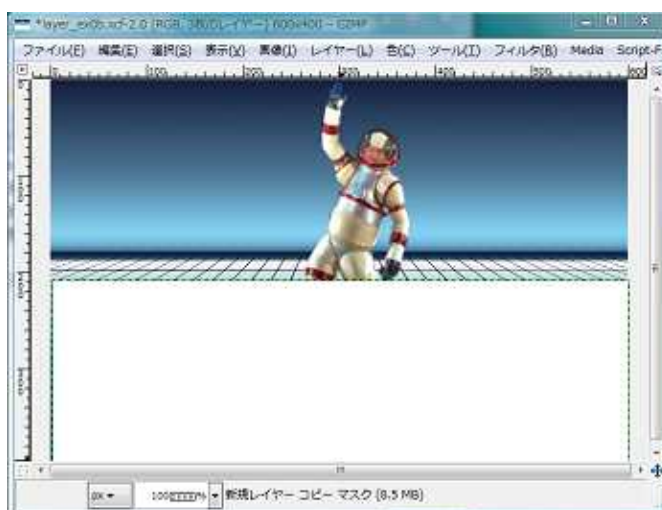 *layer_ex0b.xcf-2.0 (RGB, 3枚のレイヤー) 600x400 – GIMP
ファイル(F) 編集(E) 選択(S) 表示(V) 画像(I) レイヤー(L) 色(C) ツール(T) フィルタ(R) Media Script-F
0 100 200 300 400 500 600
px 100 % 新規レイヤー コピー マスク (8.5 MB)